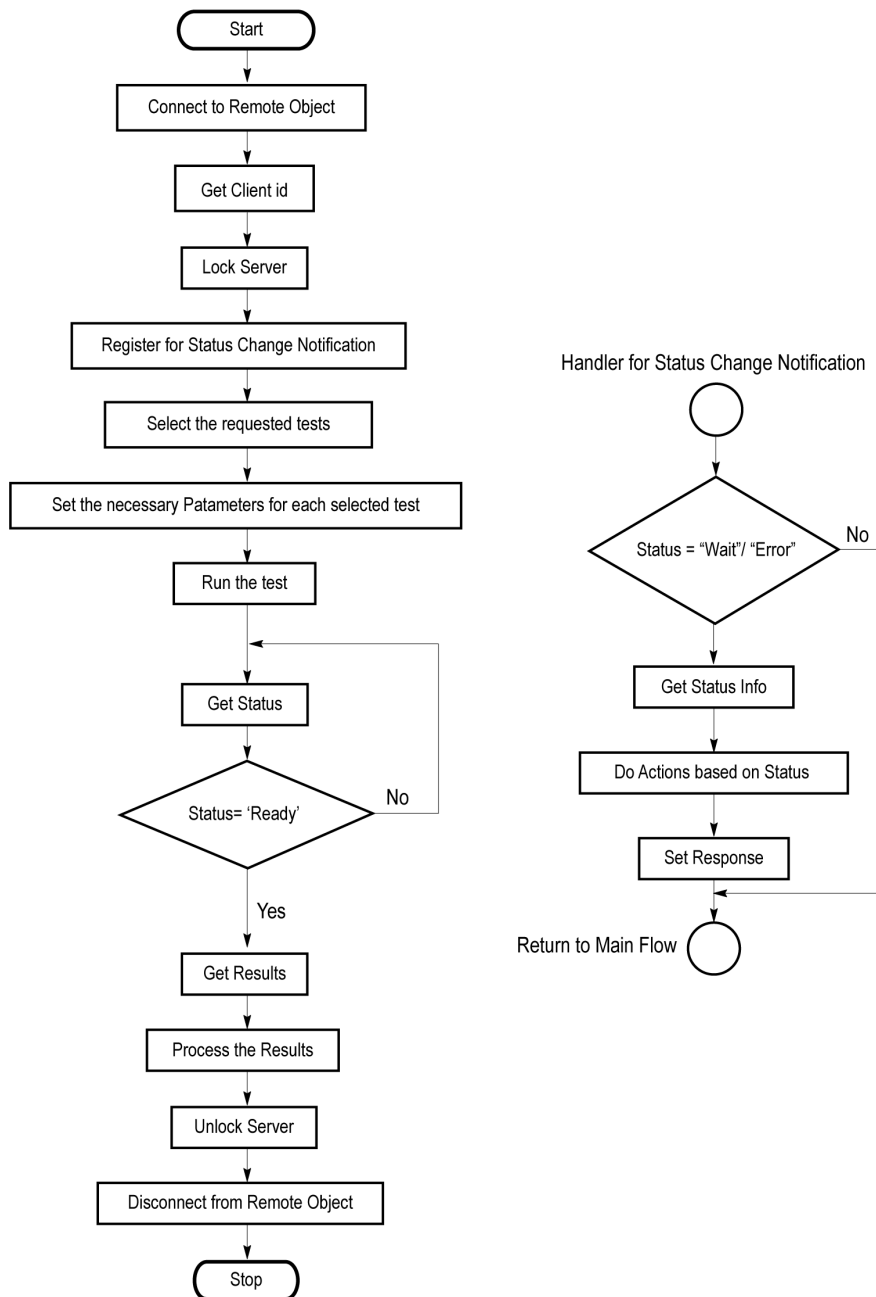 Start
Connect to Remote Object
Get Client id
Lock Server
Register for Status Change Notification
Select the requested tests
Set the necessary Patameters for each selected test
Run the test
Get Status
Status= ‘Ready’
No
Yes
Get Results
Process the Results
Unlock Server
Disconnect from Remote Object
Stop
Handler for Status Change Notification
Status = “Wait”/ “Error”
No
Get Status Info
Do Actions based on Status
Set Response
Return to Main Flow